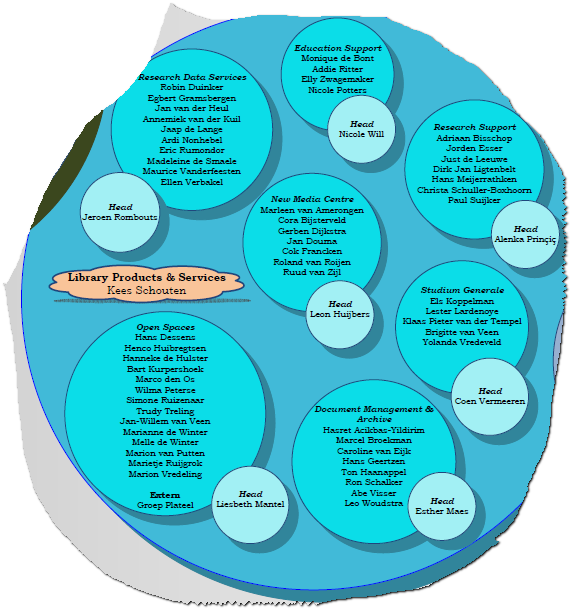 Education Support
Monique de Bont
Addie Ritter
Elly Zwagemaker
Nicole Potters
Head
Nicole Will
Research Data Services
Robin Duinker
Egbert Gramsbergen
Jan van der Heul
Annemiek van der Kuil
Jaap de Lange
Ardi Nonhebel
Eric Rumondor
Madeleine de Smaele
Maurice Vanderfeesten
Ellen Verbakel
Head
Jeroen Rombouts
Research Support
Adriaan Bisschop
Jorden Esser
Just de Leeuwe
Dirk Jan Ligtenbelt
Hans Meijerrathken
Christa Schuller-Boxhoorn
Paul Suijker
Head
Alenka Prinçiç
New Media Centre
Marleen van Amerongen
Cora Bijsterveld
Gerben Dijkstra
Jan Douma
Cok Francken
Roland van Roijen
Ruud van Zijl
Head
Leon Huijbers
Library Products & Services
Kees Schouten
Studium Generale
Els Koppelman
Lester Lardenoye
Klaas Pieter van der Tempel
Brigitte van Veen
Yolanda Vredeveld
Head
Coen Vermeeren
Open Spaces
Hans Dessens
Henco Huibregtsen
Hanneke de Hulster
Bart Kurpershoek
Marco den Os
Wilma Peterse
Simone Ruizenaar
Trudy Treling
Jan-Willem van Veen
Marianne de Winter
Melle de Winter
Marion van Putten
Marietje Ruijgrok
Marion Vredeling
Extern
Groep Plateel
Head
Liesbeth Mantel
Document Management &
Archive
Hasret Acikbas-Yildirim
Marcel Broekman
Caroline van Eijk
Hans Geertzen
Ton Haanappel
Ron Schalker
Abe Visser
Leo Woudstra
Head
Esther Maes